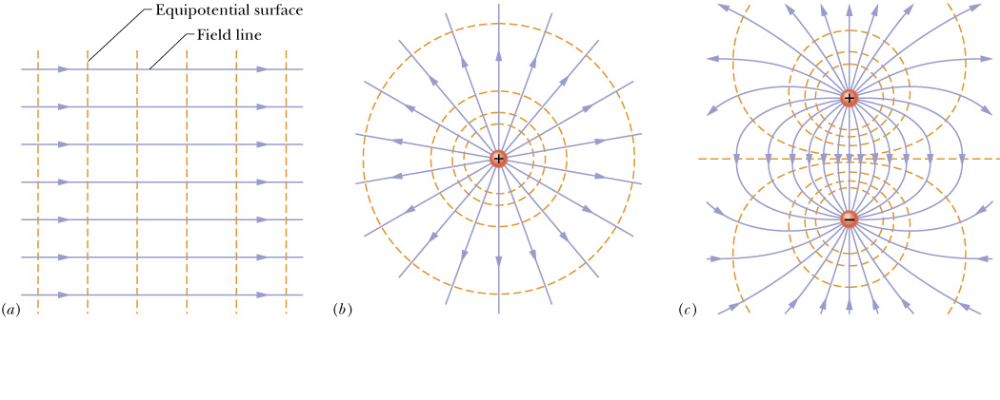 Equipotential surface
Field line
+
+
−
(a)
(b)
(c)